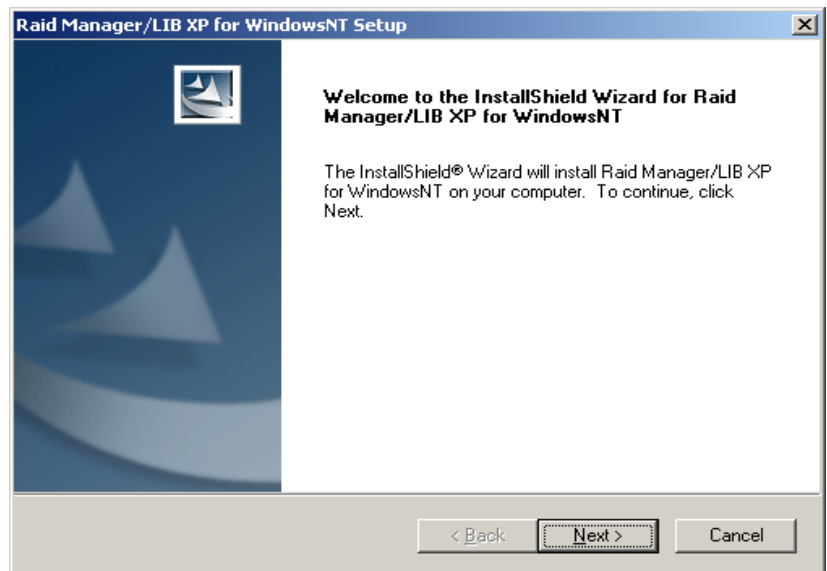 Raid Manager/LIB XP for WindowsNT Setup
Welcome to the InstallShield Wizard for Raid
Manager/LIB XP for WindowsNT
The InstallShield® Wizard will install Raid Manager/LIB XP
for WindowsNT on your computer. To continue, click
Next.
< Back
Next >
Cancel